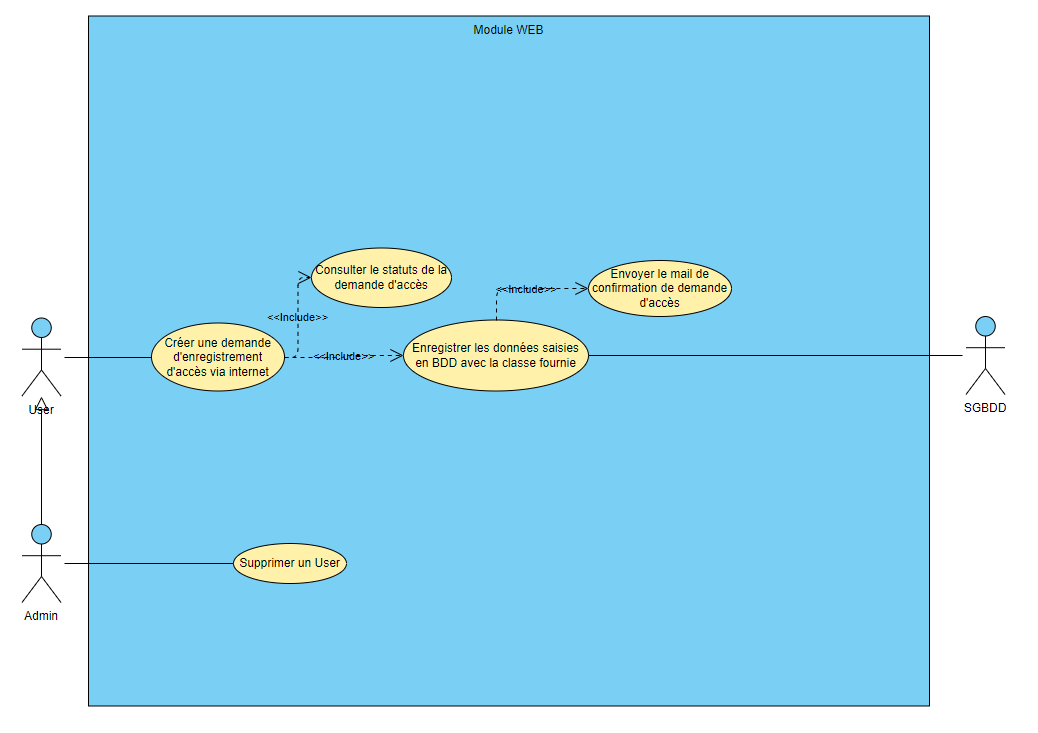 Module WEB
Consulter le statuts de la
demande d'accès
Envoyer le mail de
confirmation de demande
d'accès
<<Include>>
<<Include>>
Créer une demande
d'enregistrement
d'accès via internet
<<Include>>
Enregistrer les données saisies
en BDD avec la classe fournie
User
SGBDD
Supprimer un User
Admin